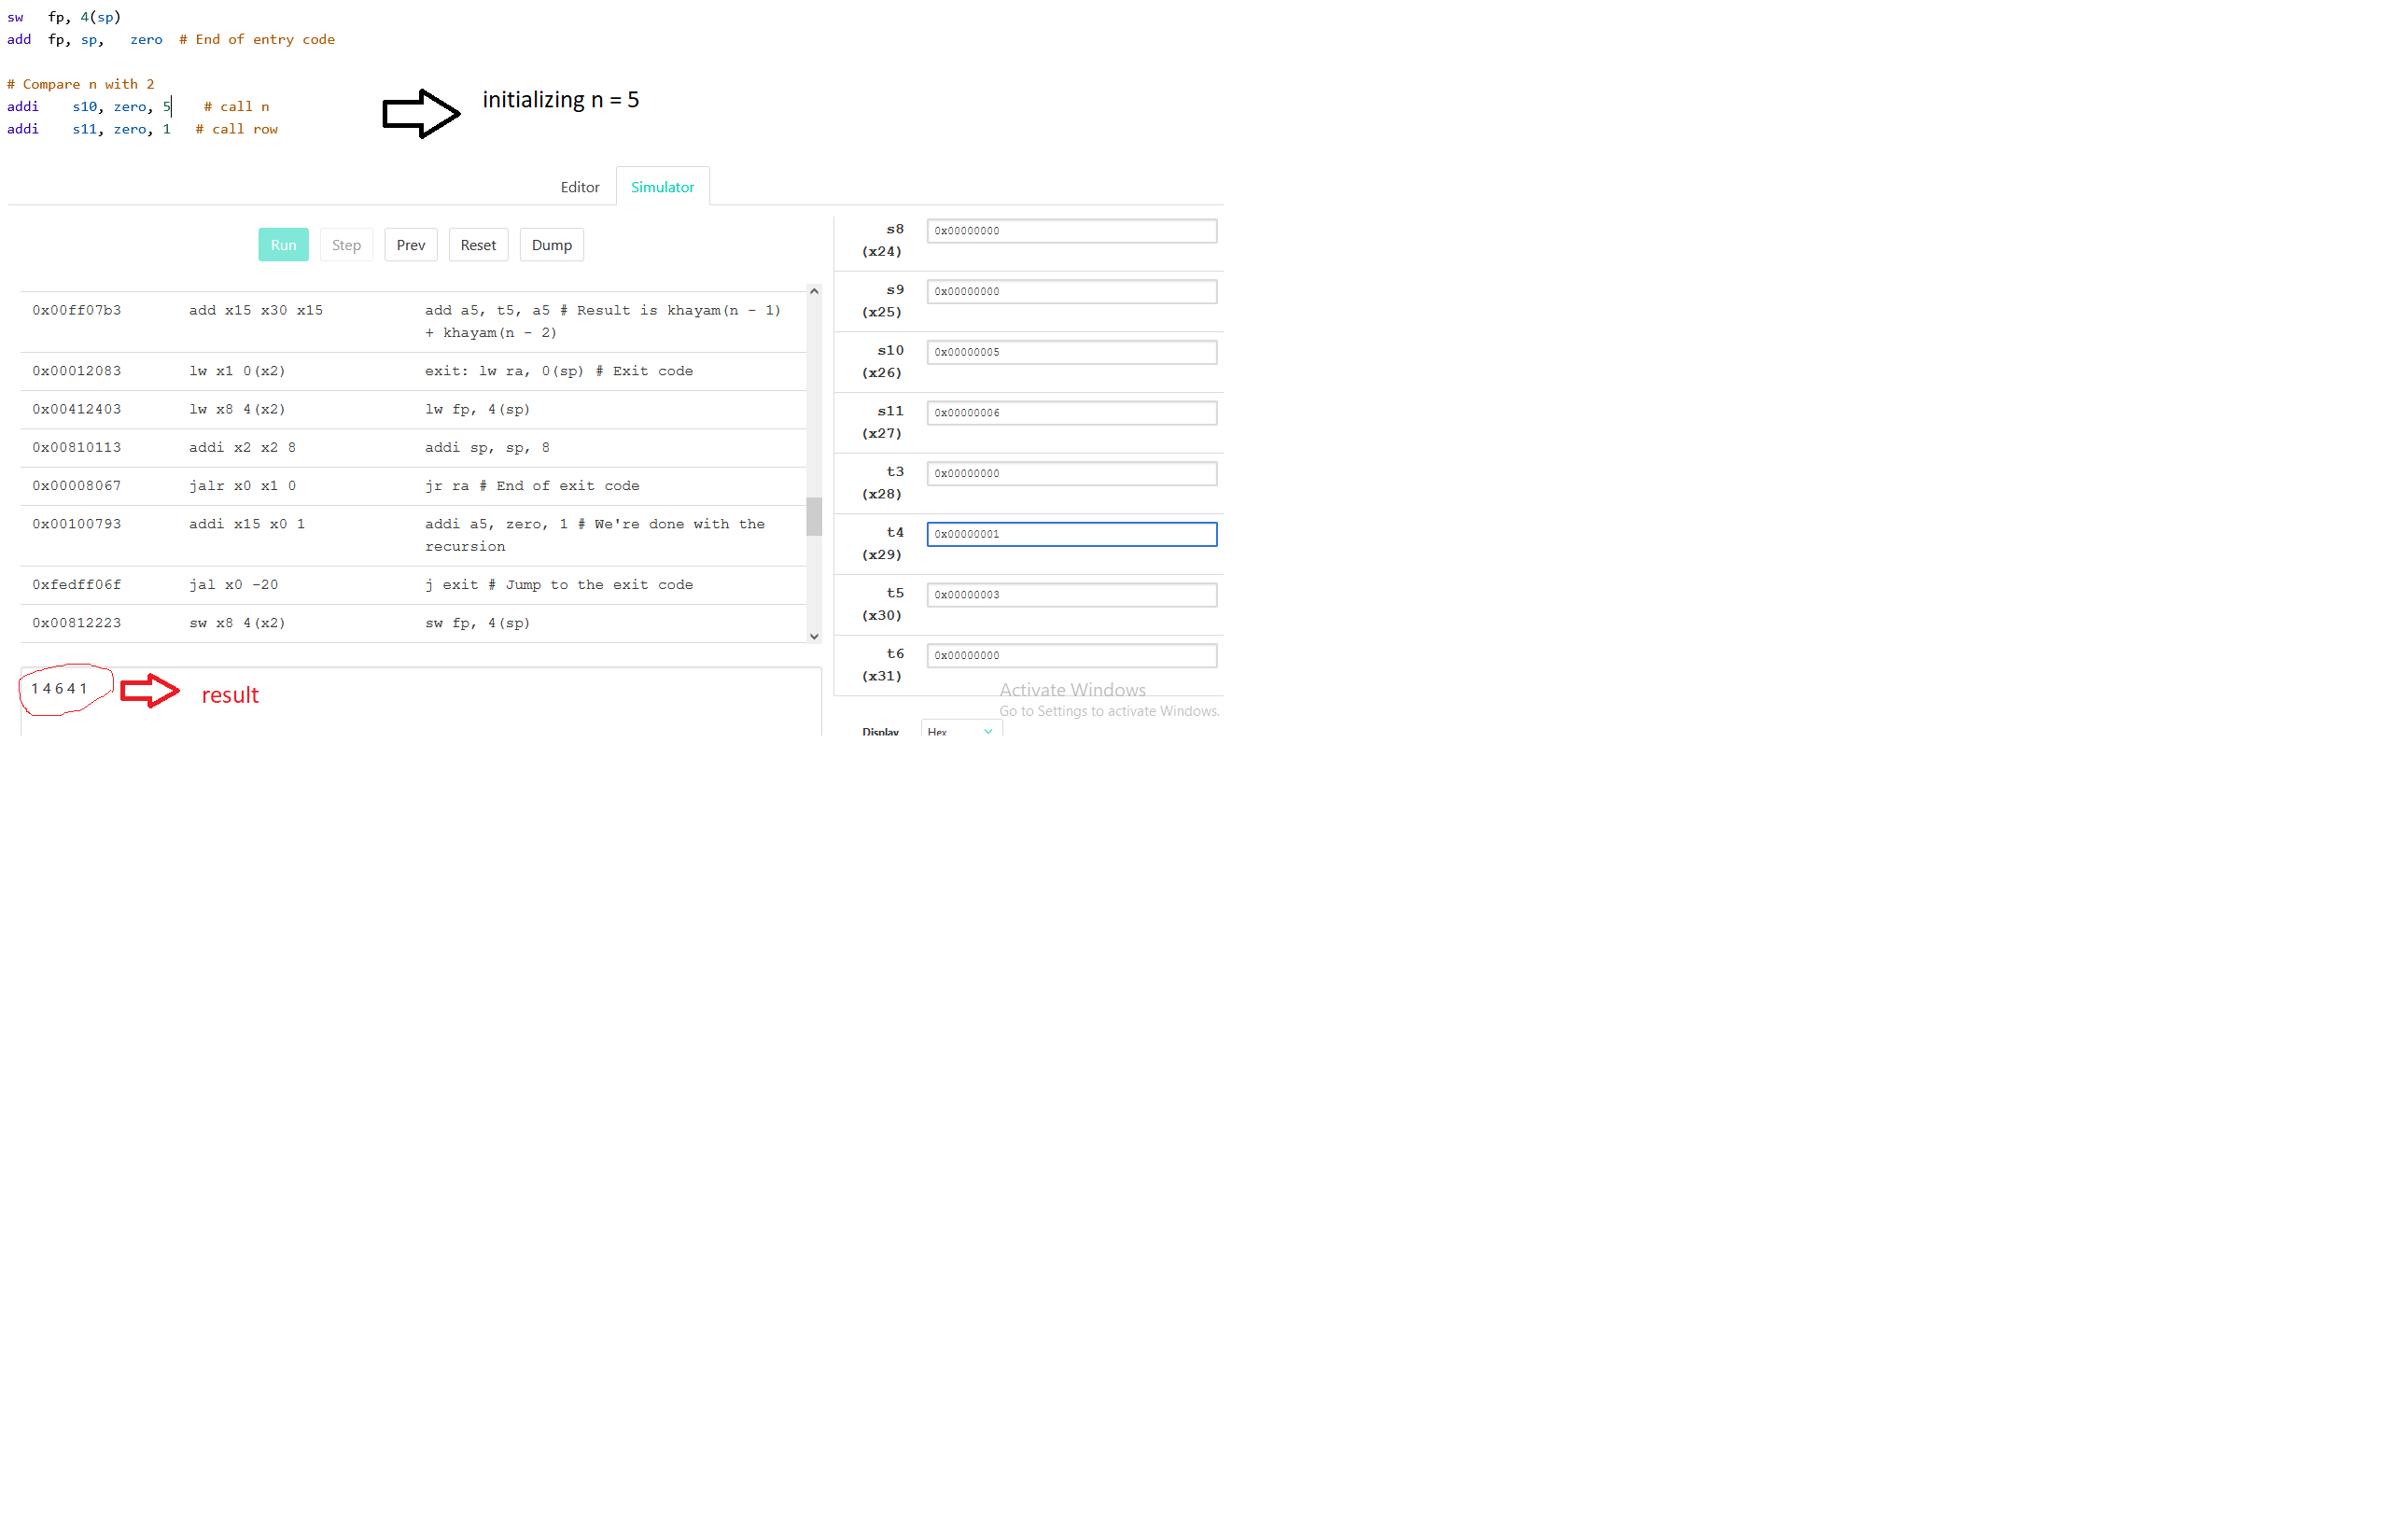 sw   fp, 4(sp)
add  fp, sp,   zero  # End of entry code
# Compare n with 2
addi    s10, zero, 5    # call n
addi    s11, zero, 1   # call row
initializing n = 5
Editor
Simulator
Run
Step
Prev
Reset
Dump
0x00ff07b3 add x15 x30 x15 add a5, t5, a5 # Result is khayam(n - 1)
+ khayam(n - 2)
0x00012083 lw x1 0(x2) exit: lw ra, 0(sp) # Exit code
0x00412403 lw x8 4(x2) lw fp, 4(sp)
0x00810113 addi x2 x2 8 addi sp, sp, 8
0x00008067 jalr x0 x1 0 jr ra # End of exit code
0x00100793 addi x15 x0 1 addi a5, zero, 1 # We're done with the
recursion
0xfedff06f jal x0 -20 j exit # Jump to the exit code
0x00812223 sw x8 4(x2) sw fp, 4(sp)
1 4 6 4 1
result
s8
(x24)
0x00000000
s9
(x25)
0x00000000
s10
(x26)
0x00000005
s11
(x27)
0x00000006
t3
(x28)
0x00000000
t4
(x29)
0x00000001
t5
(x30)
0x00000003
t6
(x31)
0x00000000
Activate Windows
Go to Settings to activate Windows.
Display
Hex